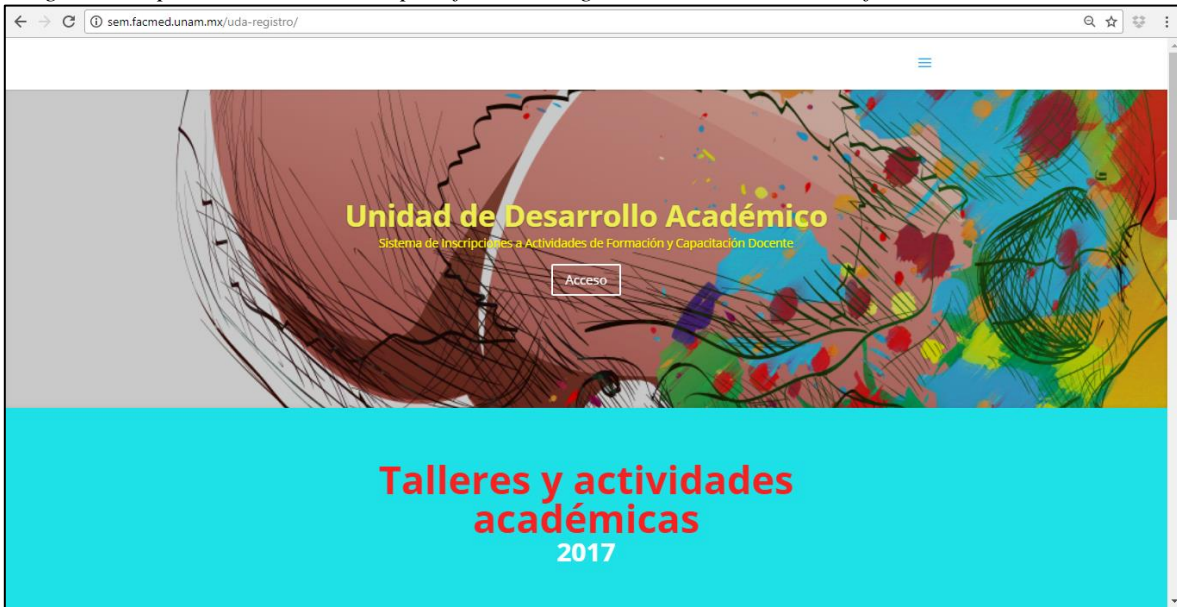 sem.facmed.unam.mx/uda-registro/
Unidad de Desarrollo Académico
Sistema de Inscripciones a Actividades de Formación y Capacitación Docente
Acceso
Talleres y actividades
académicas
2017